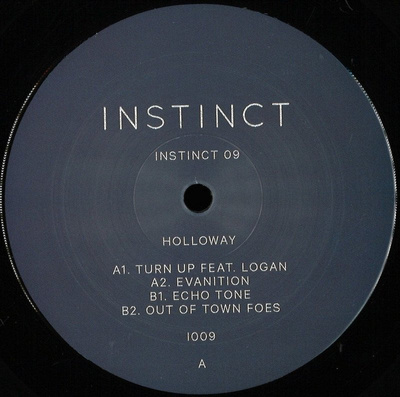 INSTINCT
INSTINCT 09
HOLLOWAY
A1. TURN UP FEAT. LOGAN
A2. EVANITION
B1. ECHO TONE
B2. OUT OF TOWN FOES
I009
A